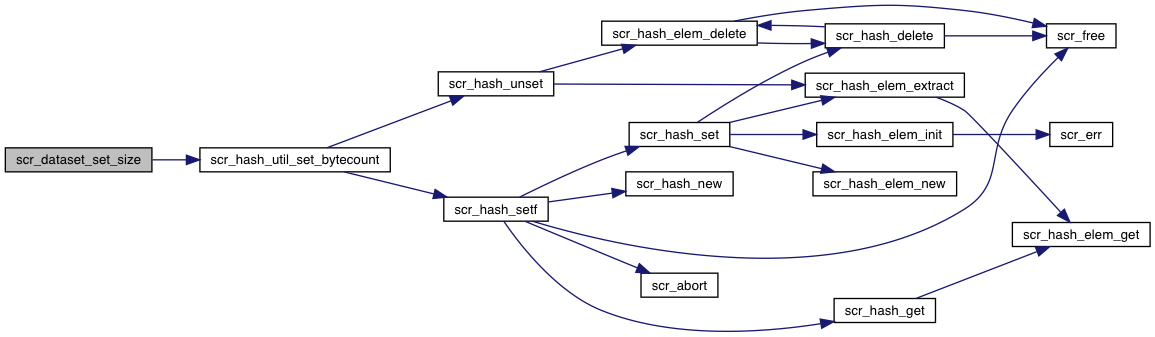 scr_dataset_set_size
scr_hash_util_set_bytecount
scr_hash_unset
scr_hash_setf
scr_hash_elem_delete
scr_hash_set
scr_hash_new
scr_abort
scr_hash_delete
scr_hash_elem_extract
scr_hash_elem_init
scr_hash_elem_new
scr_hash_get
scr_free
scr_err
scr_hash_elem_get